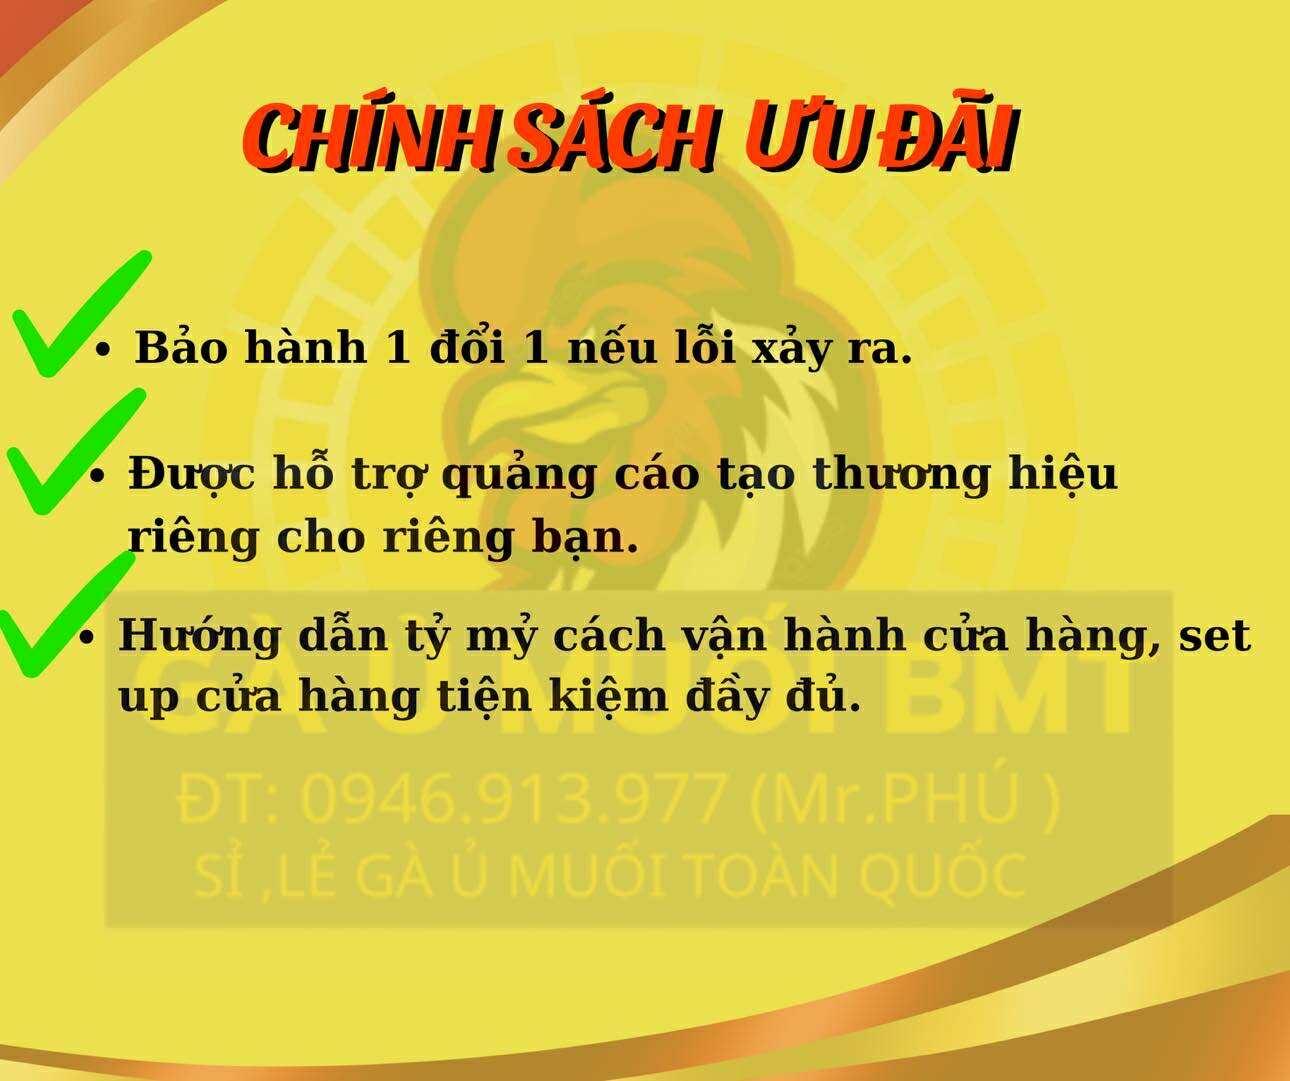 CHÍNH SÁCH ƯU ĐÃI
• Bảo hành 1 đổi 1 nếu lỗi xảy ra.
• Được hỗ trợ quảng cáo tạo thương hiệu
riêng cho riêng bạn.
• Hướng dẫn tỷ mỷ cách vận hành cửa hàng, set
up cửa hàng tiện kiệm đầy đủ.
GÀ Ủ MUỐI BMT
ĐT: 0946.913.977 (Mr.PHÚ )
SỈ ,LẺ GÀ Ủ MUỐI TOÀN QUỐC